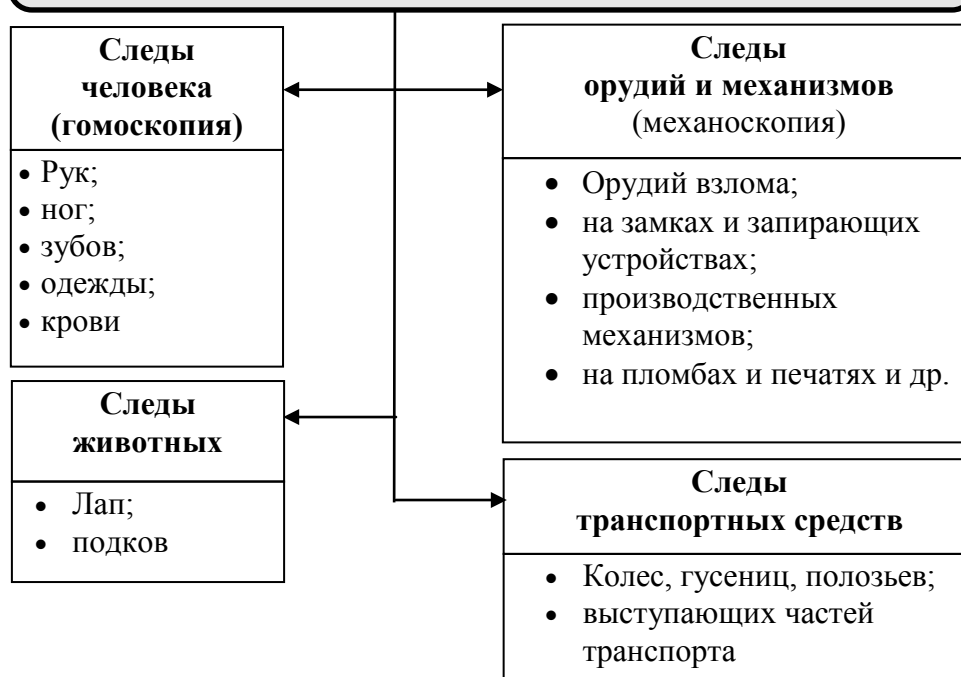 Следы
человека
(гомоскопия)
• Рук;
• ног;
• зубов;
• одежды;
• крови
Следы
орудий и механизмов
(механоскопия)
• Орудий взлома;
• на замках и запирающих
устройствах;
• производственных
механизмов;
• на пломбах и печатях и др.
Следы
животных
• Лап;
• подков
Следы
транспортных средств
• Колес, гусениц, полозьев;
• выступающих частей
транспорта